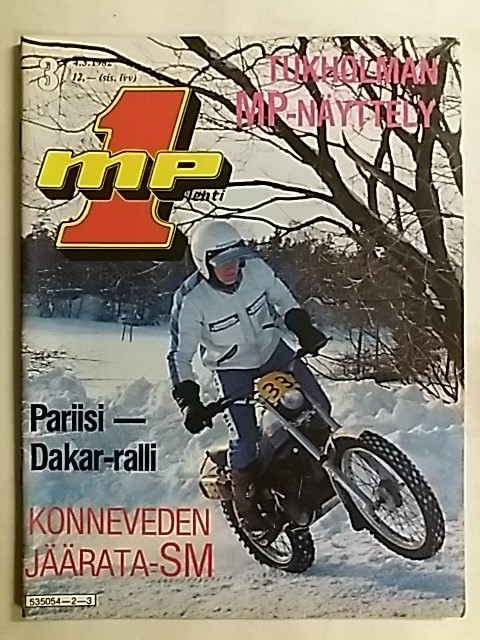 3
4.3.1982
12,— (sis. lvv)
TUKHOLMAN
MP-NÄYTTELY
1
mp
lehti
33
Pariisi —
Dakar-ralli
KONNEVEDEN
JÄÄRATA-SM
535054—2—3